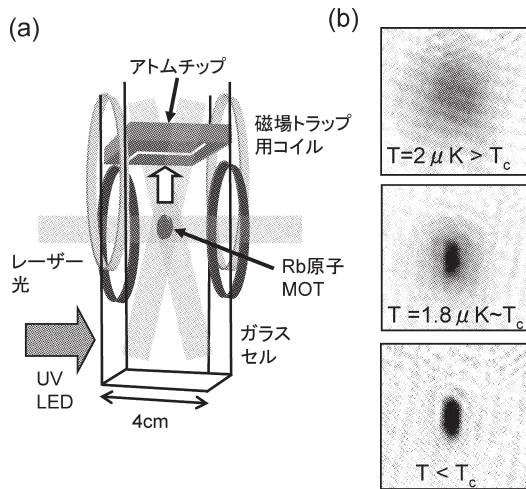 (a)
アトムチップ
磁場トラップ
用コイル
レーザー
光
Rb原子
MOT
ガラス
セル
UV
LED
4cm
(b)
T=2μK > Tc
T =1.8μK~Tc
T < Tc